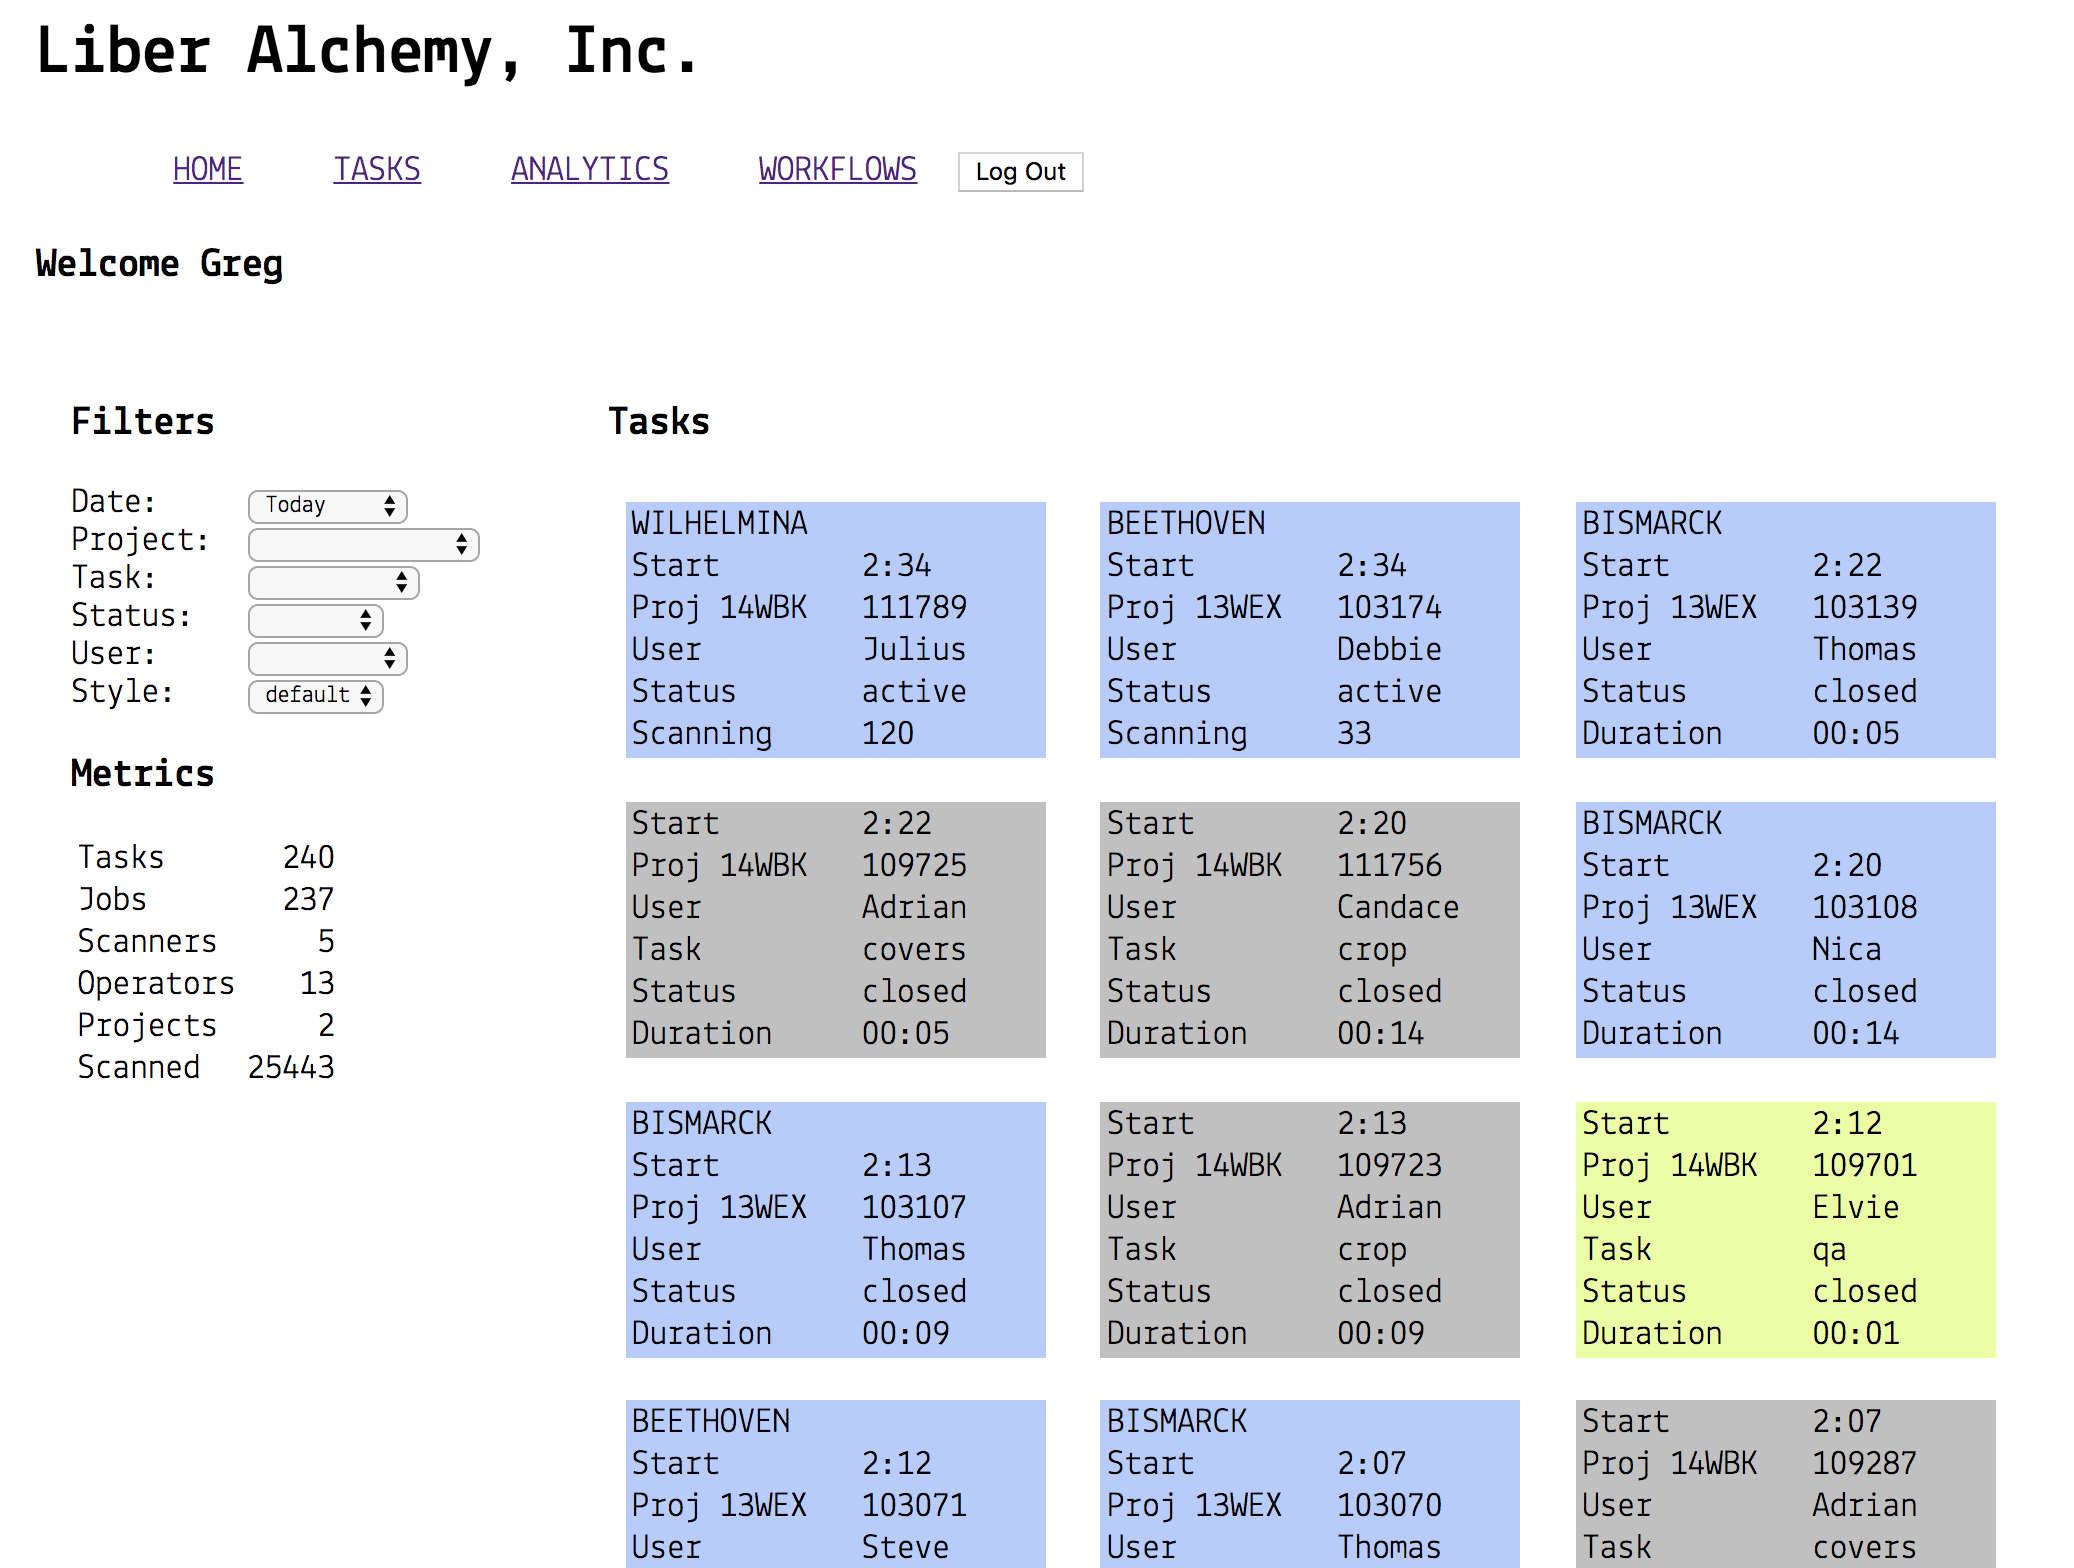 Liber Alchemy, Inc.
HOME TASKS ANALYTICS WORKFLOWS Log Out
Welcome Greg
Filters
Date: Today
Project:
Task:
Status:
User:
Style: default
Metrics
Tasks 240
Jobs 237
Scanners 5
Operators 13
Projects 2
Scanned 25443
Tasks
WILHELMINA
Start 2:34
Proj 14WBK 111789
User Julius
Status active
Scanning 120
BEETHOVEN
Start 2:34
Proj 13WEX 103174
User Debbie
Status active
Scanning 33
BISMARCK
Start 2:22
Proj 13WEX 103139
User Thomas
Status closed
Duration 00:05
Start 2:22
Proj 14WBK 109725
User Adrian
Task covers
Status closed
Duration 00:05
Start 2:20
Proj 14WBK 111756
User Candace
Task crop
Status closed
Duration 00:14
BISMARCK
Start 2:20
Proj 13WEX 103108
User Nica
Status closed
Duration 00:14
BISMARCK
Start 2:13
Proj 13WEX 103107
User Thomas
Status closed
Duration 00:09
Start 2:13
Proj 14WBK 109723
User Adrian
Task crop
Status closed
Duration 00:09
Start 2:12
Proj 14WBK 109701
User Elvie
Task qa
Status closed
Duration 00:01
BEETHOVEN
Start 2:12
Proj 13WEX 103071
User Steve
BISMARCK
Start 2:07
Proj 13WEX 103070
User Thomas
Start 2:07
Proj 14WBK 109287
User Adrian
Task covers